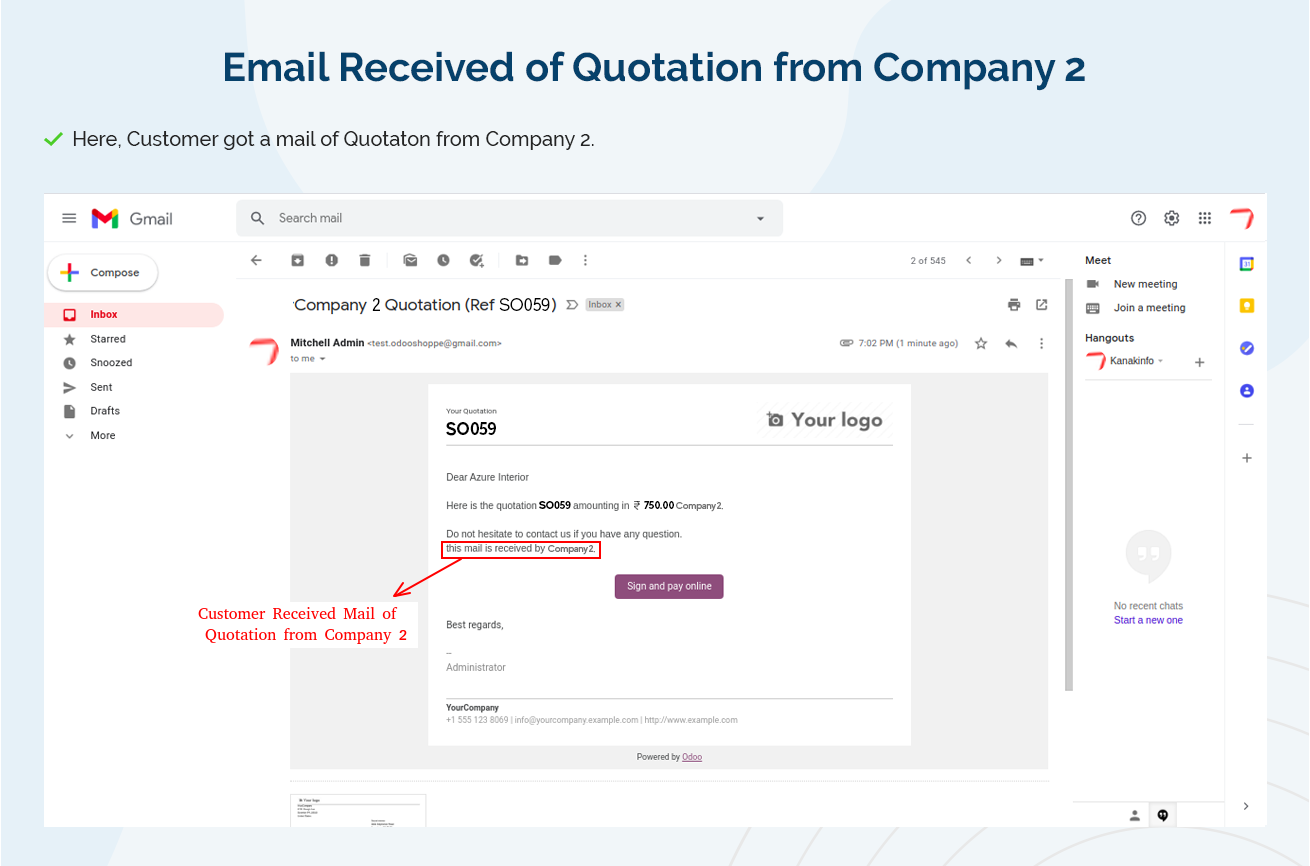 Email Received of Quotation from Company 2
Here, Customer got a mail of Quotaton from Company 2.
Gmail
Search mail
Compose
2 of 545
Inbox
Starred
Snoozed
Sent
Drafts
More
Company 2 Quotation (Ref SO059)
Inbox x
Mitchell Admin <test.odooshoppe@gmail.com>
7:02 PM (1 minute ago)
to me
Your Quotation
SO059
Your logo
Dear Azure Interior
Here is the quotation SO059 amounting in ₹ 750.00 Company2.
Do not hesitate to contact us if you have any question.
this mail is received by Company2.
Sign and pay online
Customer Received Mail of
Quotation from Company 2
Best regards,
--
Administrator
YourCompany
+1 555 123 8069 | info@yourcompany.example.com | http://www.example.com
Powered by Odoo
Your logo
Meet
New meeting
Join a meeting
Hangouts
Kanakinfo
No recent chats
Start a new one
31